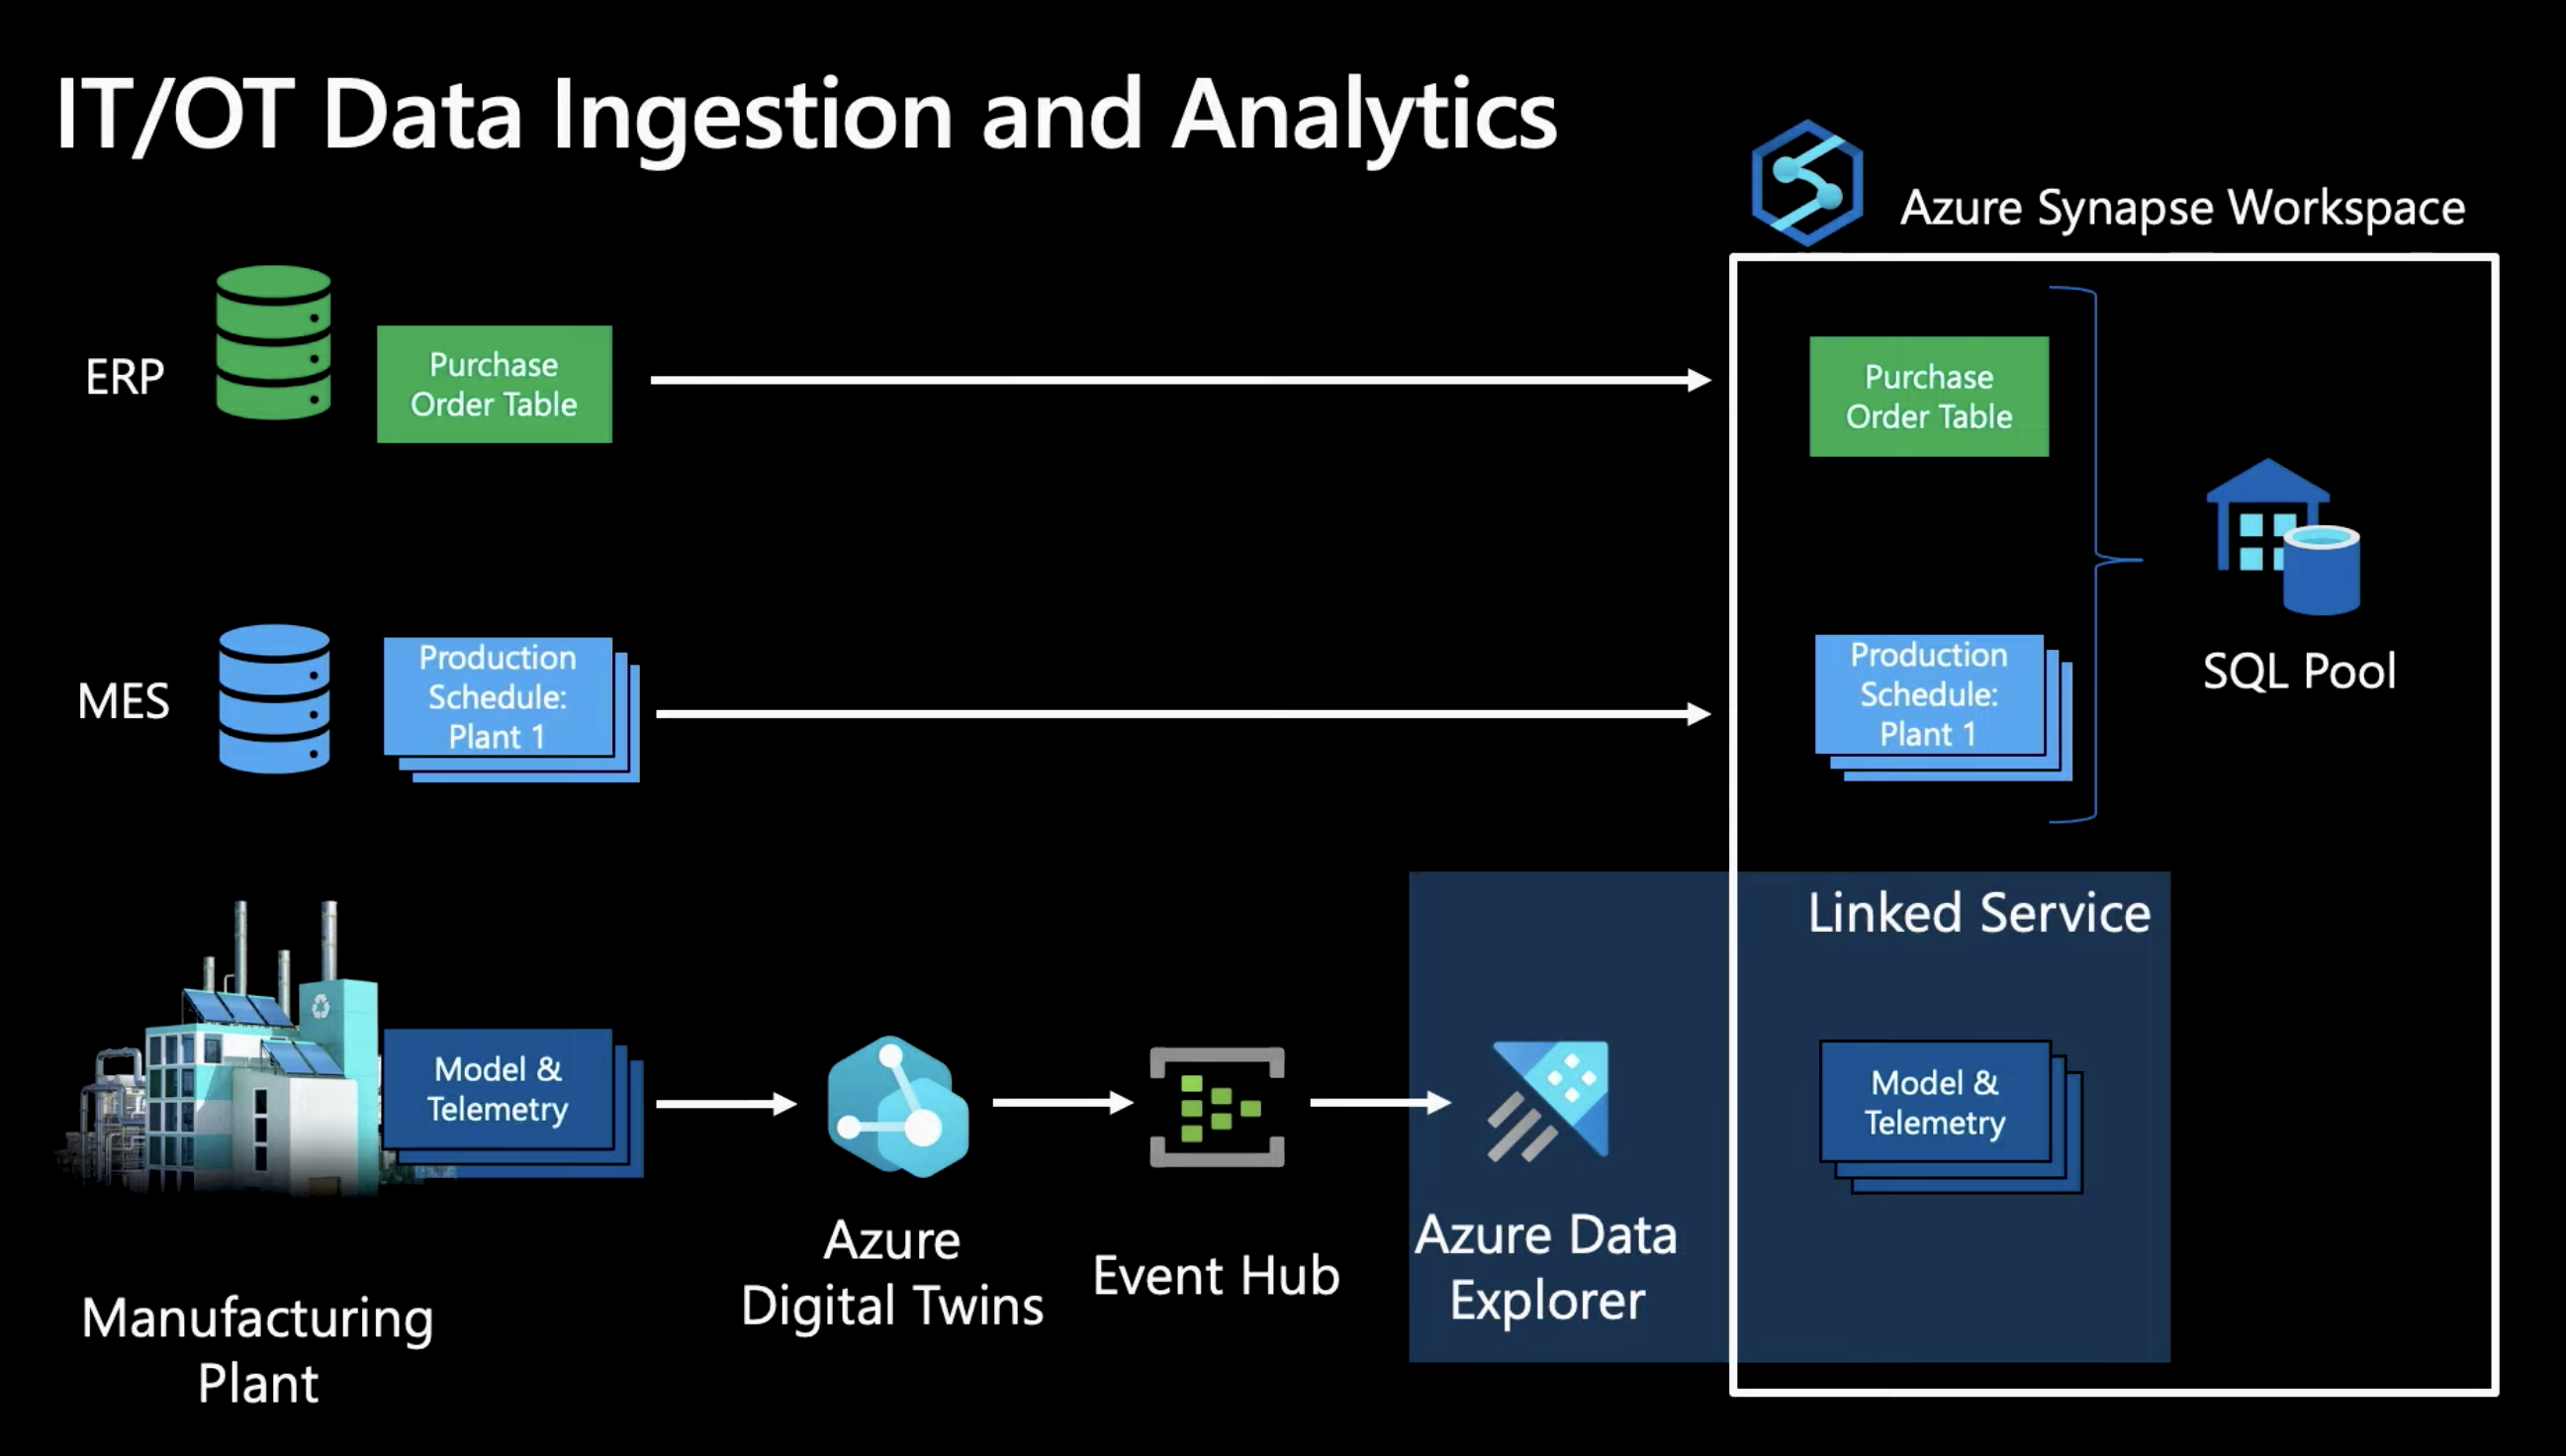 IT/OT Data Ingestion and Analytics
Azure Synapse Workspace
ERP
Purchase
Order Table
Purchase
Order Table
MES
Production
Schedule:
Plant 1
Production
Schedule:
Plant 1
SQL Pool
Linked Service
Model &
Telemetry
Model &
Telemetry
Manufacturing
Plant
Azure
Digital Twins
Event Hub
Azure Data
Explorer